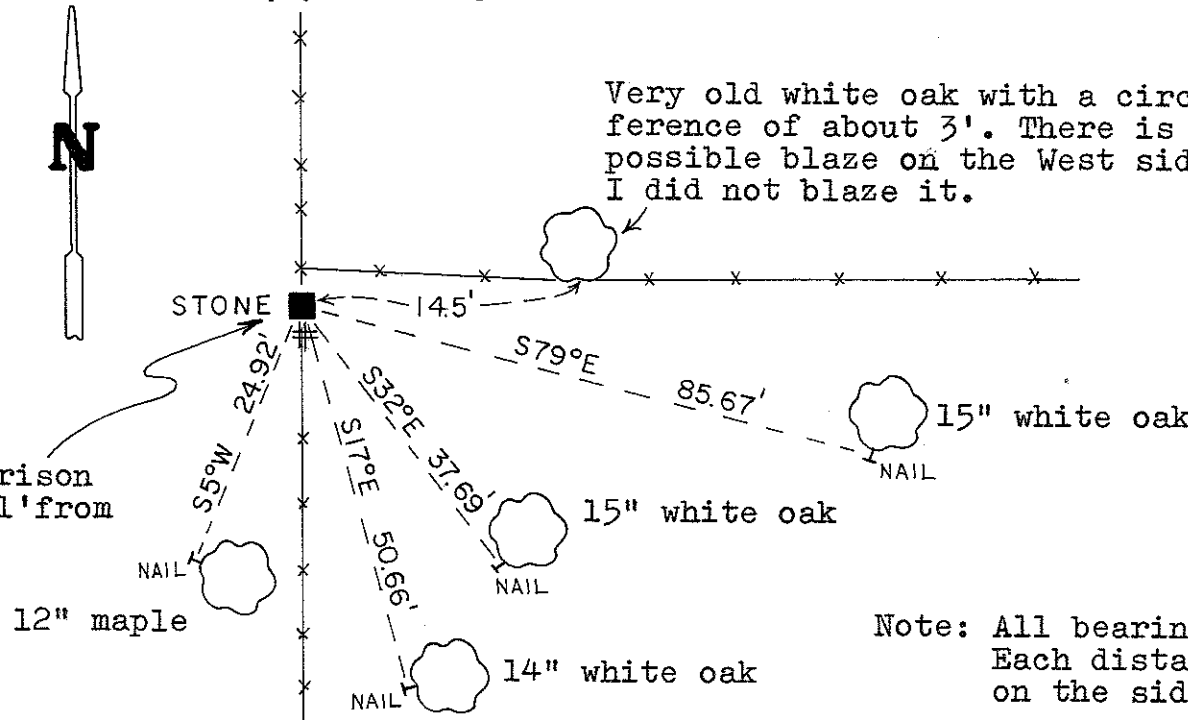 N
Very old white oak with a circ
ference of about 3'. There is
possible blaze on the West sid
I did not blaze it.
STONE
14.5'
S79°E
85.67'
15" white oak
NAIL
24.92'
S5°W
S32°E
37.69'
15" white oak
NAIL
S17°E
50.66'
14" white oak
NAIL
rison
l'from
NAIL
12" maple
Note: All bearin
Each dista
on the sid